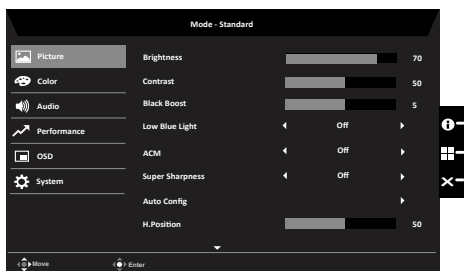 Mode - Standard
Picture
Color
Audio
Performance
OSD
System
Brightness 70
Contrast 50
Black Boost 5
Low Blue Light Off
ACM Off
Super Sharpness Off
Auto Config
H.Position 50
Move
Enter